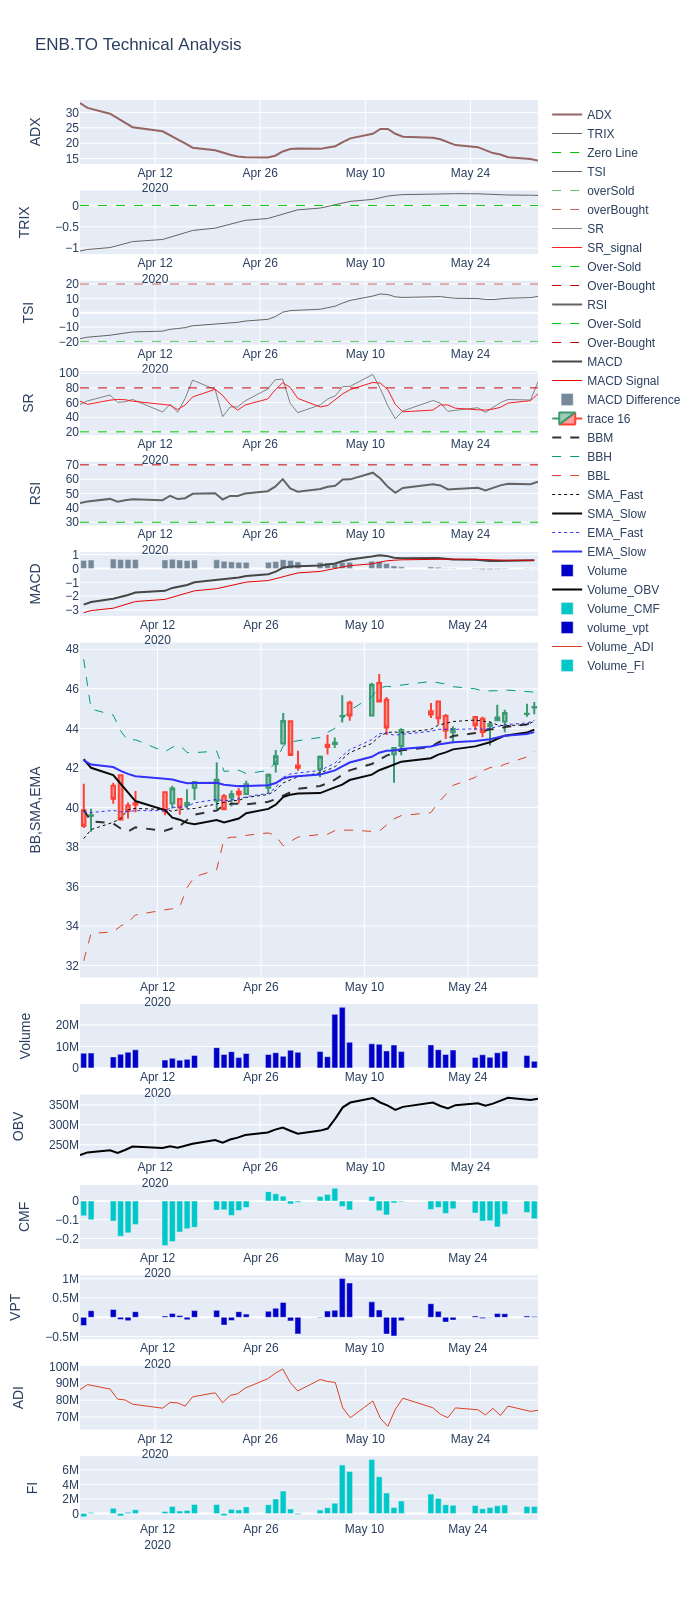 ENB.TO Technical Analysis
ADX
30
25
20
15
Apr 12
2020
Apr 26
May 10
May 24
TRIX
0
−0.5
−1
Apr 12
2020
Apr 26
May 10
May 24
TSI
20
10
0
−10
−20
Apr 12
2020
Apr 26
May 10
May 24
SR
100
80
60
40
20
Apr 12
2020
Apr 26
May 10
May 24
RSI
70
60
50
40
30
Apr 12
2020
Apr 26
May 10
May 24
MACD
1
0
−1
−2
−3
Apr 12
2020
Apr 26
May 10
May 24
BB,SMA,EMA
48
46
44
42
40
38
36
34
32
Apr 12
2020
Apr 26
May 10
May 24
Volume
20M
10M
0
Apr 12
2020
Apr 26
May 10
May 24
OBV
350M
300M
250M
Apr 12
2020
Apr 26
May 10
May 24
CMF
0
−0.1
−0.2
Apr 12
2020
Apr 26
May 10
May 24
VPT
1M
0.5M
0
−0.5M
Apr 12
2020
Apr 26
May 10
May 24
ADI
100M
90M
80M
70M
Apr 12
2020
Apr 26
May 10
May 24
FI
6M
4M
2M
0
Apr 12
2020
Apr 26
May 10
May 24
ADX
TRIX
Zero Line
TSI
overSold
overBought
SR
SR_signal
Over-Sold
Over-Bought
RSI
Over-Sold
Over-Bought
MACD
MACD Signal
MACD Difference
trace 16
BBM
BBH
BBL
SMA_Fast
SMA_Slow
EMA_Fast
EMA_Slow
Volume
Volume_OBV
Volume_CMF
volume_vpt
Volume_ADI
Volume_FI